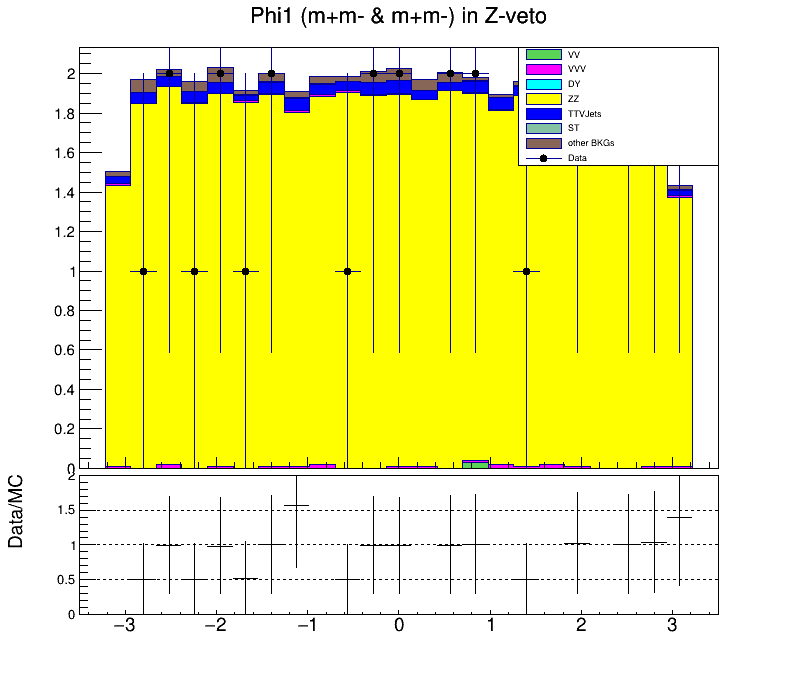 Phi1 (m+m- & m+m-) in Z-veto
VV
VVV
DY
ZZ
TTVJets
ST
other BKGs
Data
2
1.8
1.6
1.4
1.2
1
0.8
0.6
0.4
0.2
0
Data/MC
2
1.5
1
0.5
0
−3 −2 −1 0 1 2 3